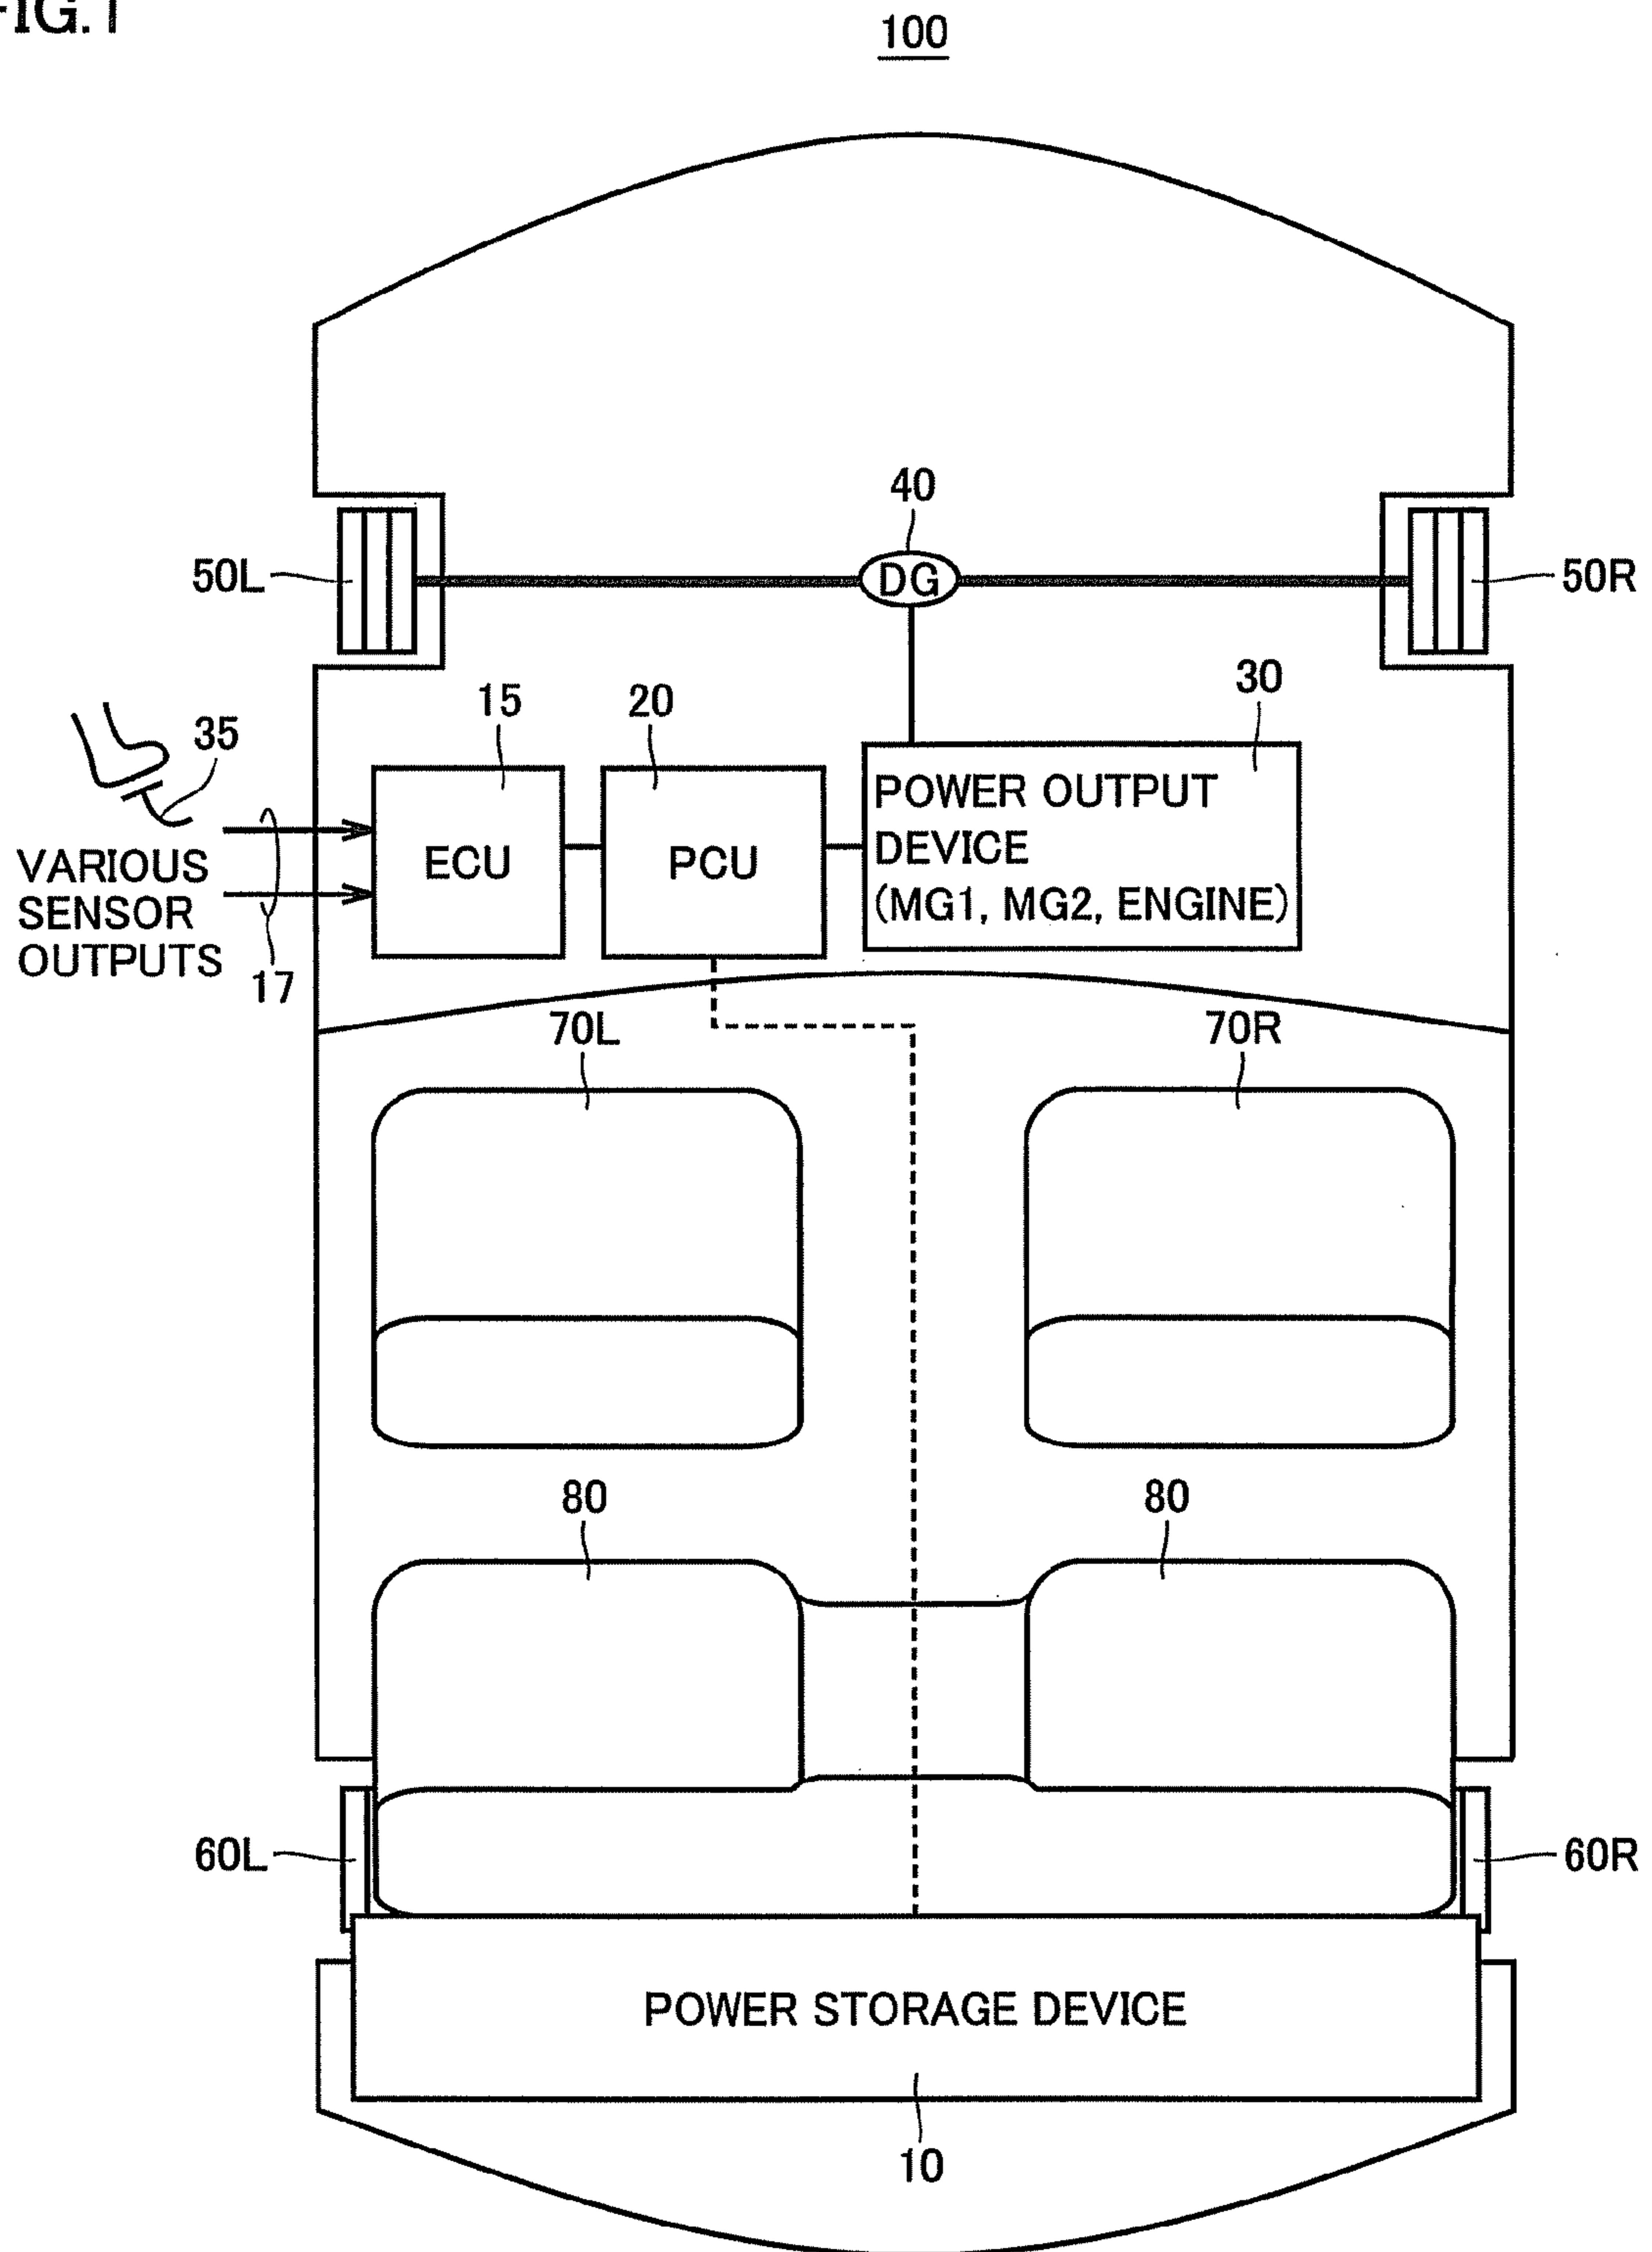 FIG.1
100
40
DG
50L
50R
30
15
20
35
POWER OUTPUT
DEVICE
(MG1, MG2, ENGINE)
ECU
PCU
VARIOUS
SENSOR
OUTPUTS
17
70L
70R
80
80
60L
60R
POWER STORAGE DEVICE
10